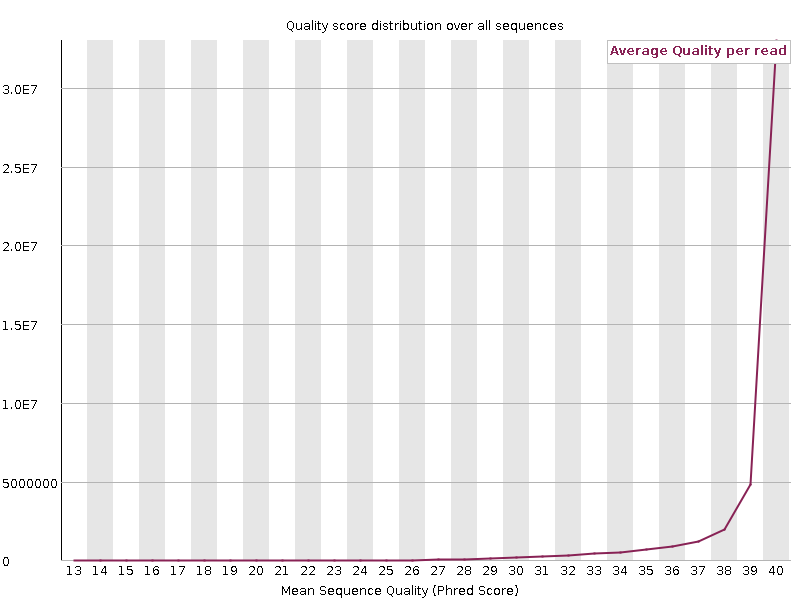 Quality score distribution over all sequences
Average Quality per read
3.0E7
2.5E7
2.0E7
1.5E7
1.0E7
5000000
0
13 14 15 16 17 18 19 20 21 22 23 24 25 26 27 28 29 30 31 32 33 34 35 36 37 38 39 40
Mean Sequence Quality (Phred Score)